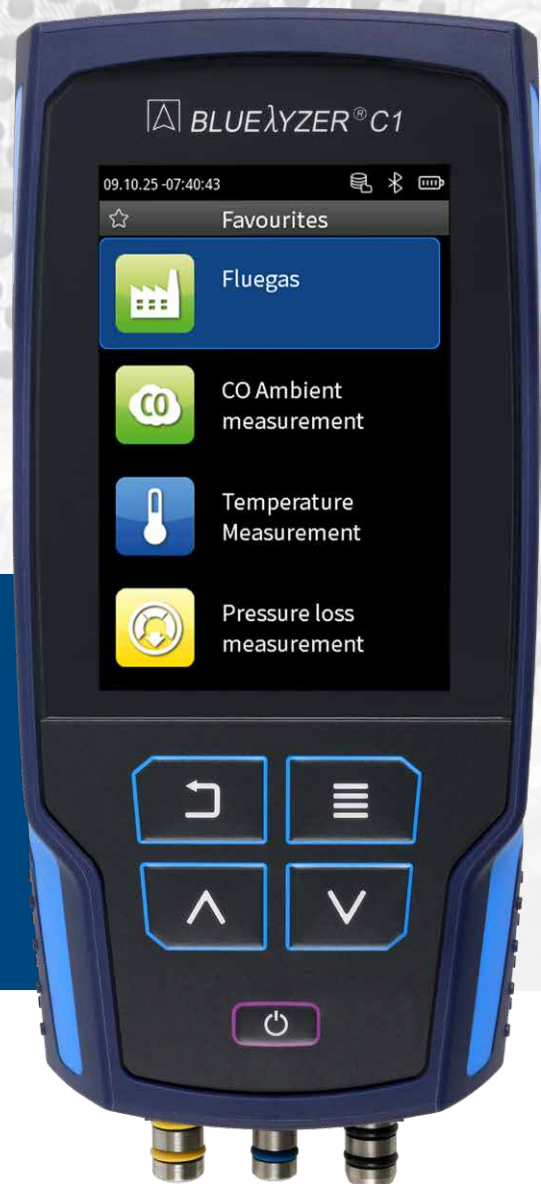 BLUEλYZER® C1
09.10.25 -07:40:43
Favourites
Fluegas
CO
CO Ambient
measurement
Temperature
Measurement
Pressure loss
measurement